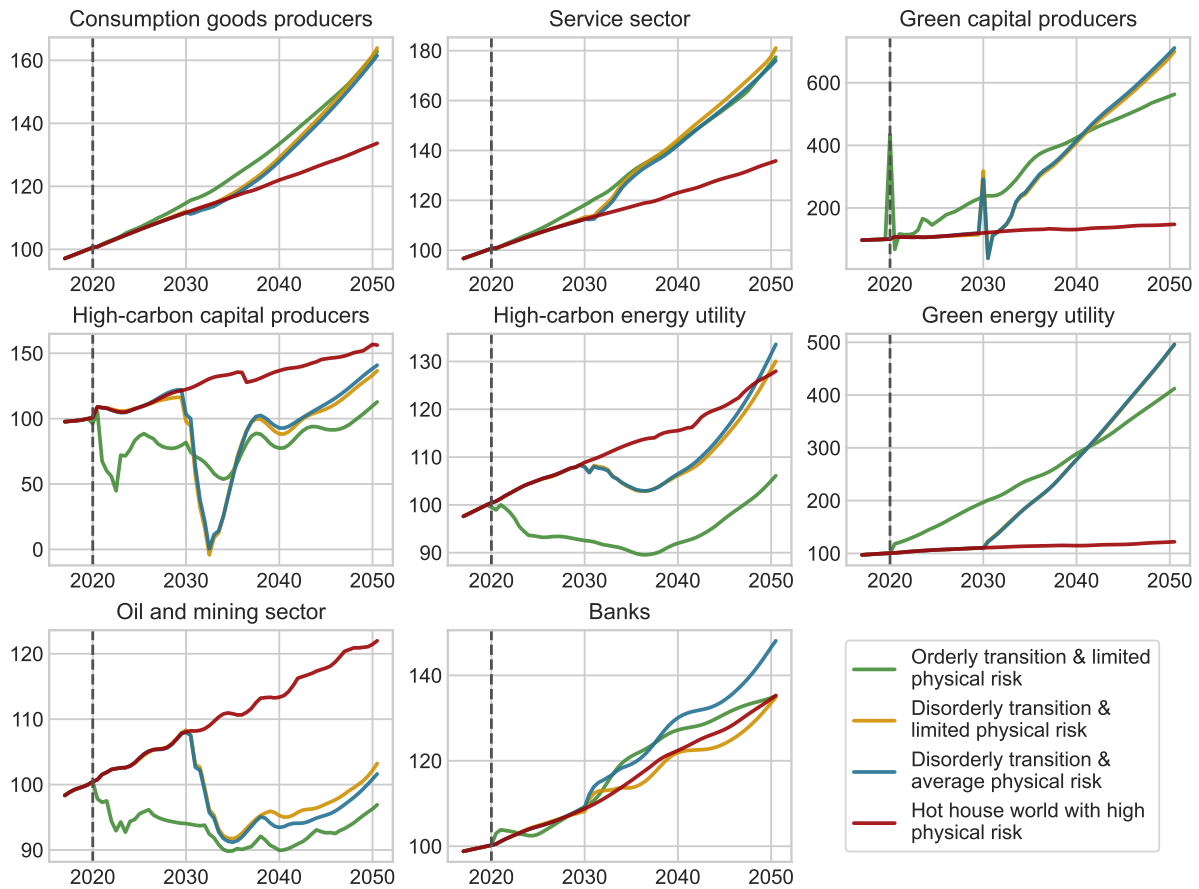 Consumption goods producers
160
140
120
100
2020 2030 2040 2050
Service sector
180
160
140
120
100
2020 2030 2040 2050
Green capital producers
600
400
200
2020 2030 2040 2050
High-carbon capital producers
150
100
50
0
2020 2030 2040 2050
High-carbon energy utility
130
120
110
100
90
2020 2030 2040 2050
Green energy utility
500
400
300
200
100
2020 2030 2040 2050
Oil and mining sector
120
110
100
90
2020 2030 2040 2050
Banks
140
120
100
2020 2030 2040 2050
Orderly transition & limited
physical risk
Disorderly transition &
limited physical risk
Disorderly transition &
average physical risk
Hot house world with high
physical risk